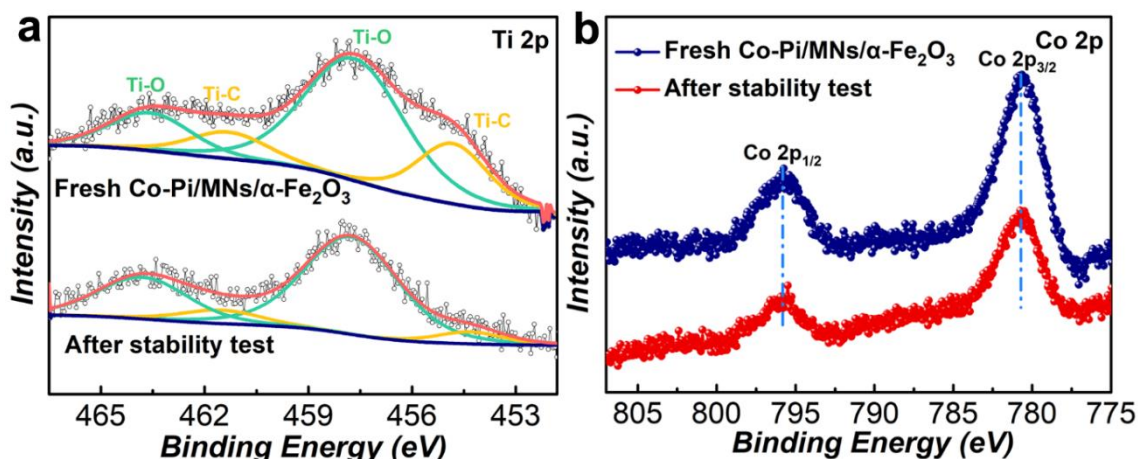 a
Ti 2p
Ti-O
Ti-O
Ti-C
Ti-C
Fresh Co-Pi/MNs/α-Fe₂O₃
After stability test
Intensity (a.u.)
465 462 459 456 453
Binding Energy (eV)
b
Co 2p
Fresh Co-Pi/MNs/α-Fe₂O₃
After stability test
Co 2p₃/₂
Co 2p₁/₂
Intensity (a.u.)
805 800 795 790 785 780 775
Binding Energy (eV)